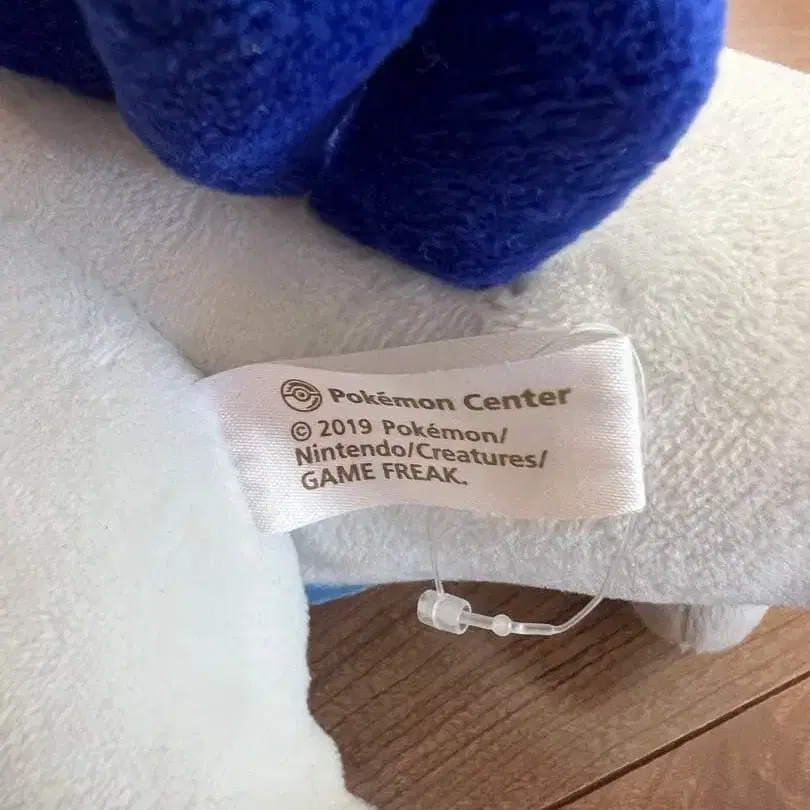 Pokémon Center
© 2019 Pokémon/
Nintendo/Creatures/
GAME FREAK.